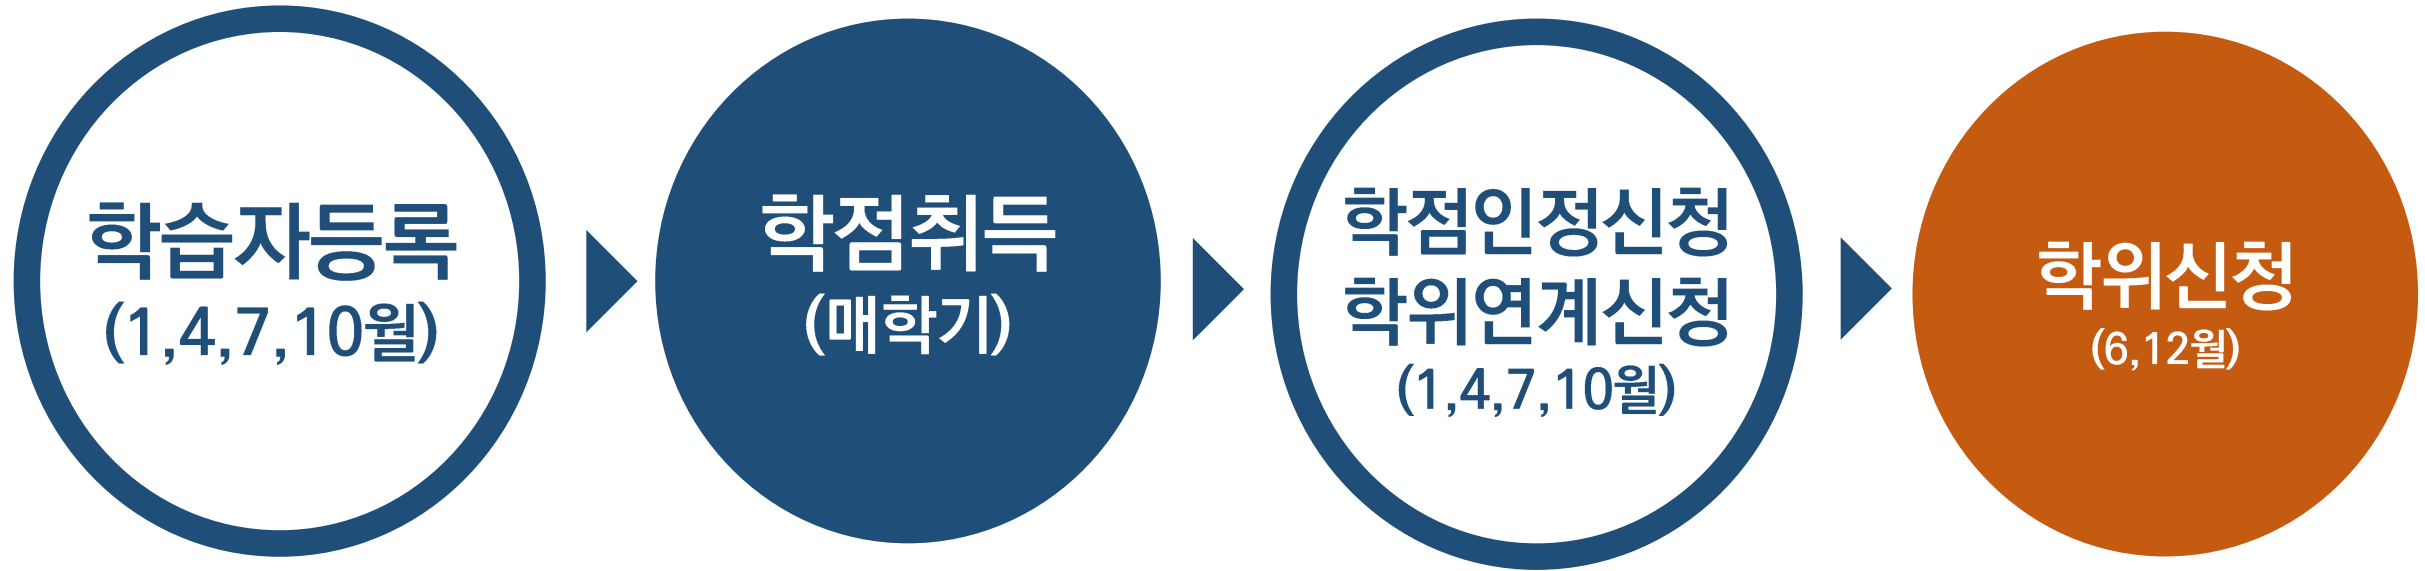 학습자등록
(1,4,7,10월)
학점취득
(매학기)
학점인정신청
학위연계신청
(1,4,7,10월)
학위신청
(6,12월)